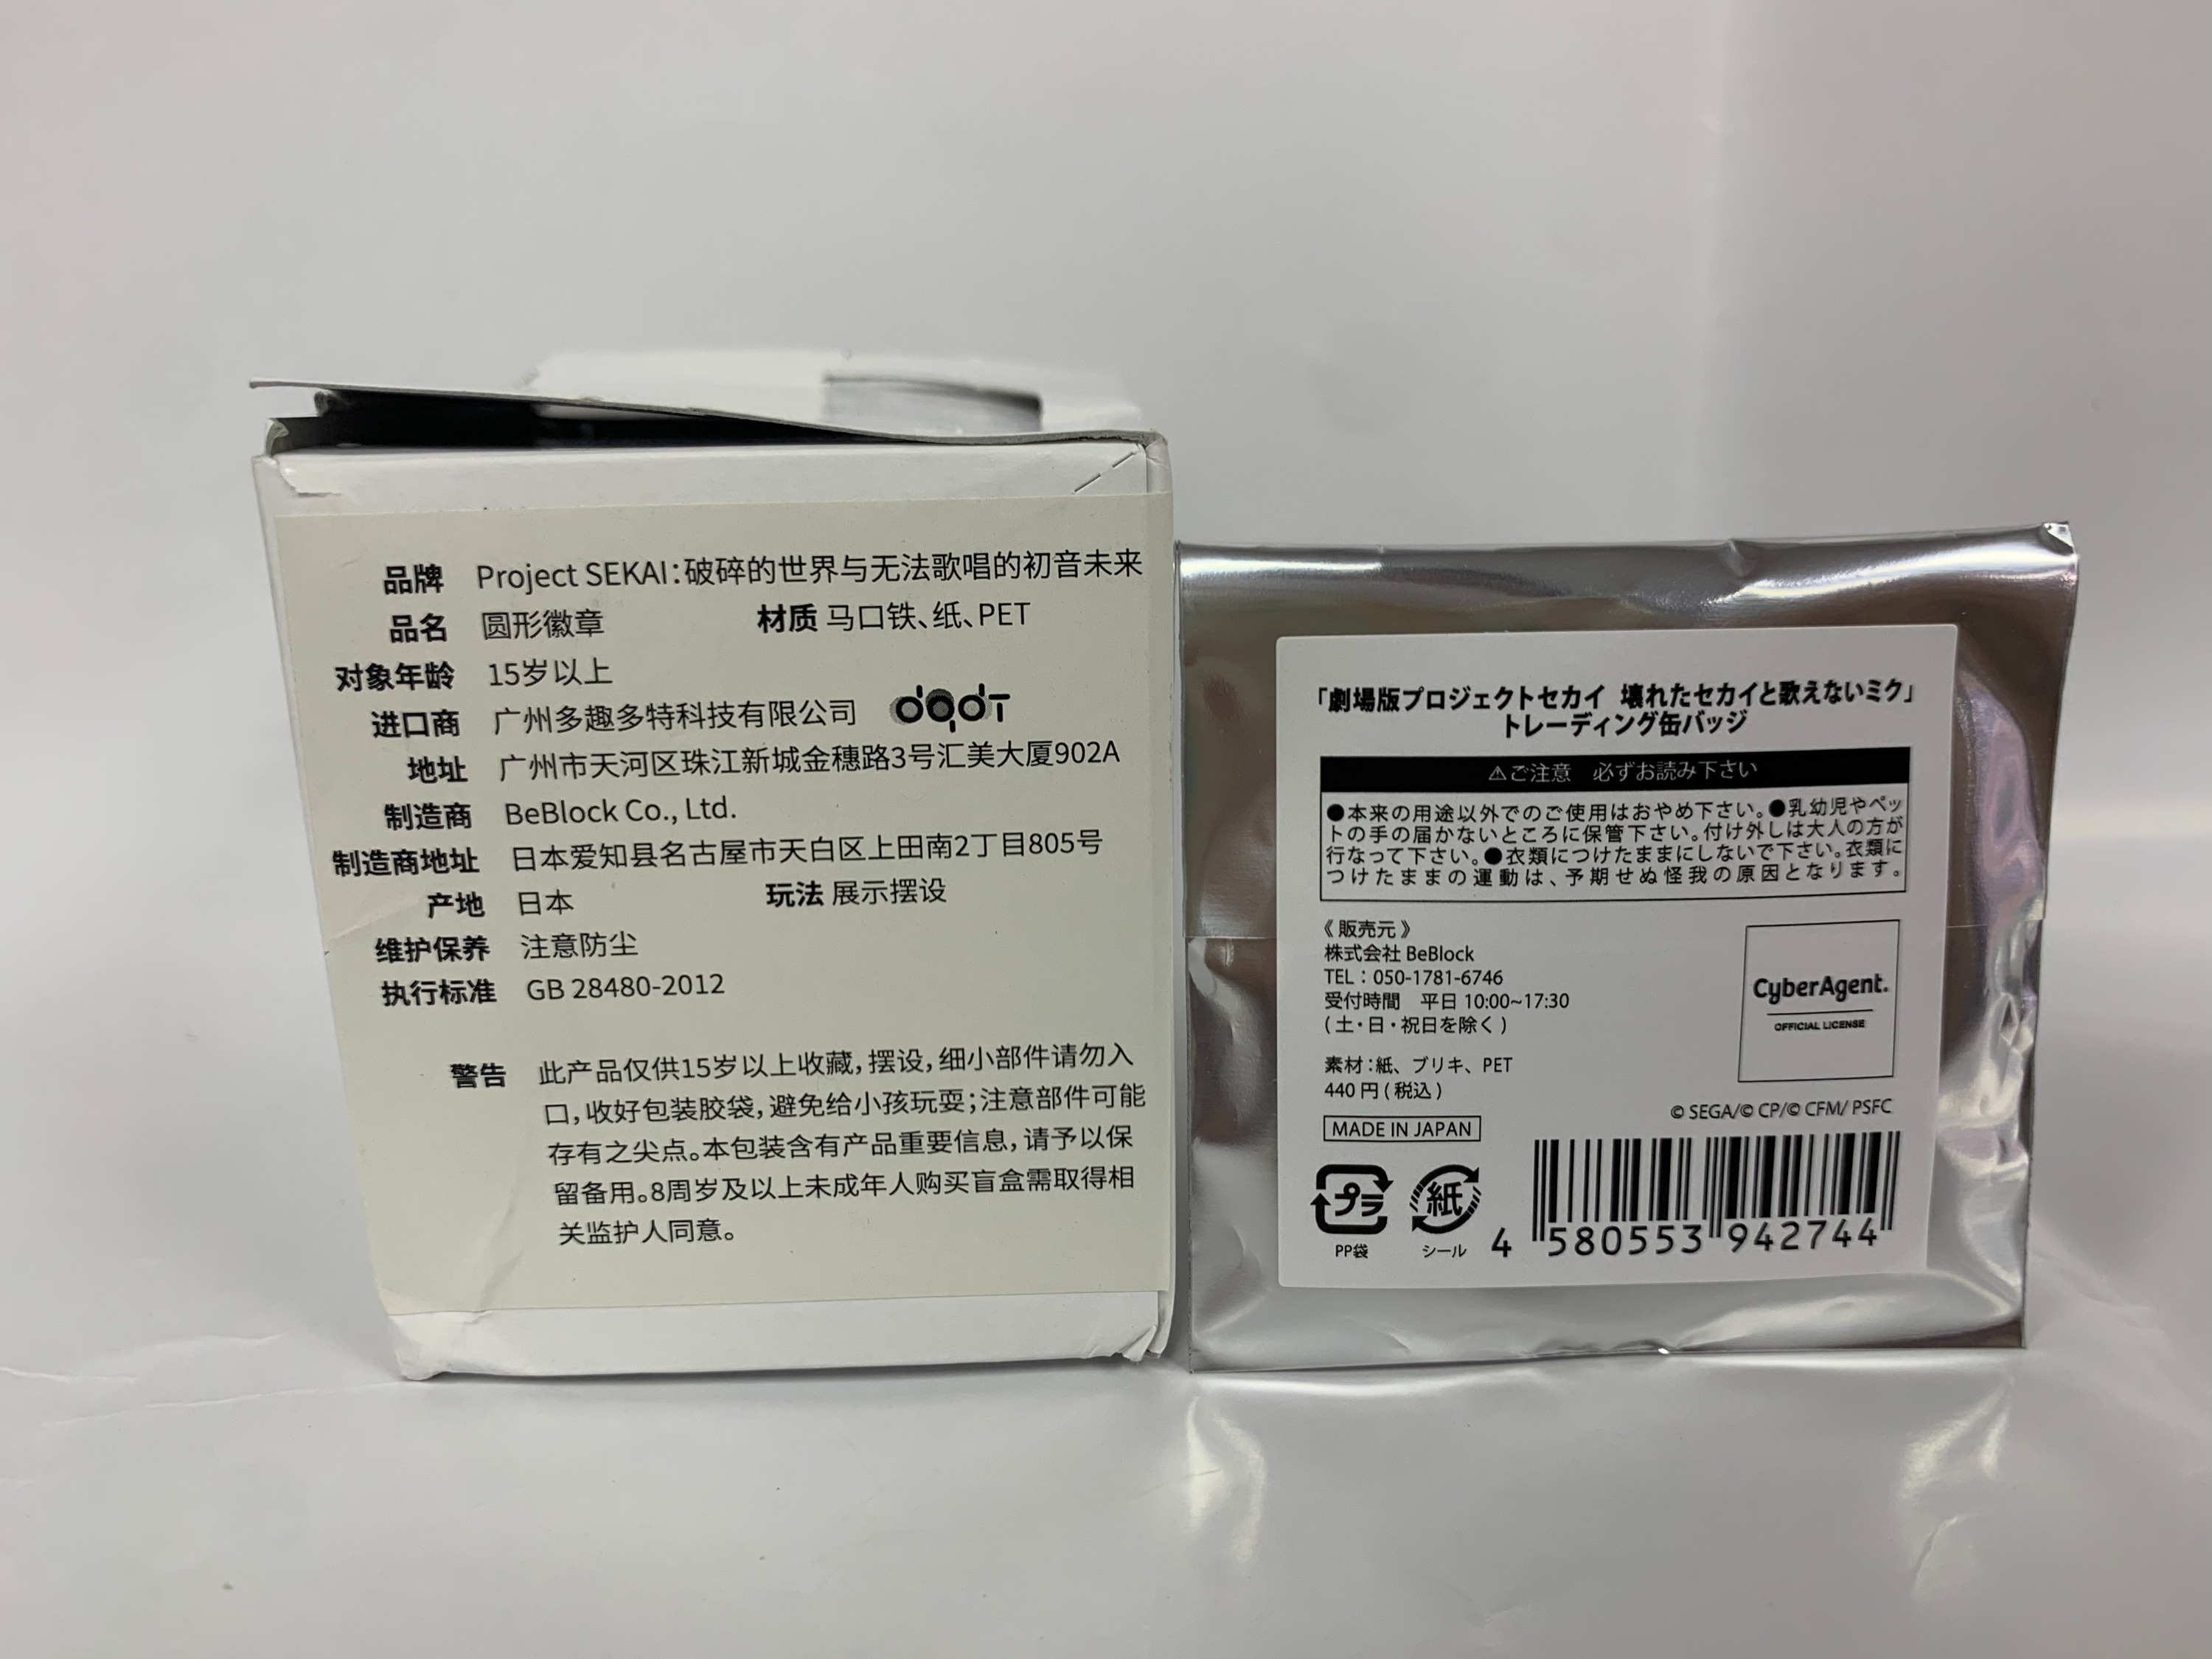 品牌 Project SEKAI：破碎的世界与无法歌唱的初音未来
品名 圆形徽章 材质 马口铁、纸、PET
对象年龄 15岁以上
进口商 广州多趣多特科技有限公司 dqdt
地址 广州市天河区珠江新城金穗路3号汇美大厦902A
制造商 BeBlock Co., Ltd.
制造商地址 日本爱知县名古屋市天白区上田南2丁目805号
产地 日本 玩法 展示摆设
维护保养 注意防尘
执行标准 GB 28480-2012
警告 此产品仅供15岁以上收藏，摆设，细小部件请勿入
口，收好包装胶袋，避免给小孩玩耍；注意部件可能
存有之尖点。本包装含有产品重要信息，请予以保
留备用。8周岁及以上未成年人购买盲盒需取得相
关监护人同意。
「劇場版プロジェクトセカイ 壊れたセカイと歌えないミク」
トレーディング缶バッジ
⚠ご注意 必ずお読み下さい
●本来の用途以外でのご使用はおやめ下さい。●乳幼児やペッ
トの手の届かないところに保管下さい。付け外しは大人の方が
行なって下さい。●衣類につけたままにしないで下さい。衣類に
つけたままの運動は、予期せぬ怪我の原因となります。
《販売元》
株式会社 BeBlock
TEL：050-1781-6746
受付時間 平日 10:00~17:30
(土・日・祝日を除く)
素材：紙、ブリキ、PET
440円(税込)
MADE IN JAPAN
CyberAgent.
OFFICIAL LICENSE
© SEGA/© CP/© CFM/ PSFC
プラ
PP袋
紙
シール
4 580553 942744